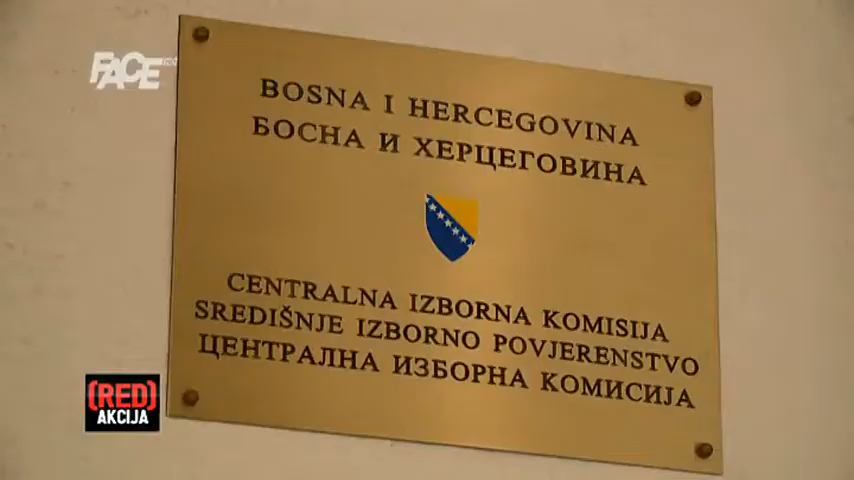 FACE
BOSNA I HERCEGOVINA
БОСНА И ХЕРЦЕГОВИНА
CENTRALNA IZBORNA KOMISIJA
SREDIŠNJE IZBORNO POVJERENSTVO
ЦЕНТРАЛНА ИЗБОРНА КОМИСИЈА
(RED)
AKCIJA